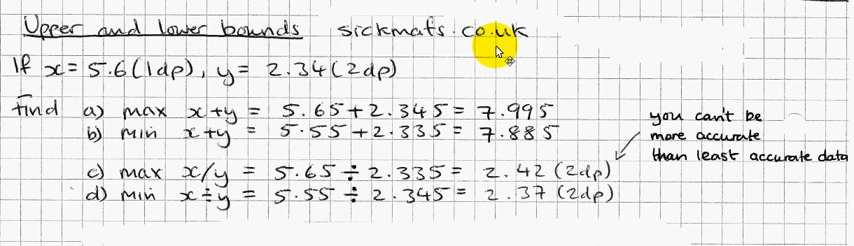 Upper and lower bounds sickmats.co.uk
If x = 5.6(1dp), y = 2.34(2dp)
Find a) max x+y = 5.65+2.345 = 7.995
b) min x+y = 5.55+2.335 = 7.885
you can't be
more accurate
than least accurate data
c) max x/y = 5.65 ÷ 2.335 = 2.42 (2dp)
d) min x÷y = 5.55 ÷ 2.345 = 2.37 (2dp)